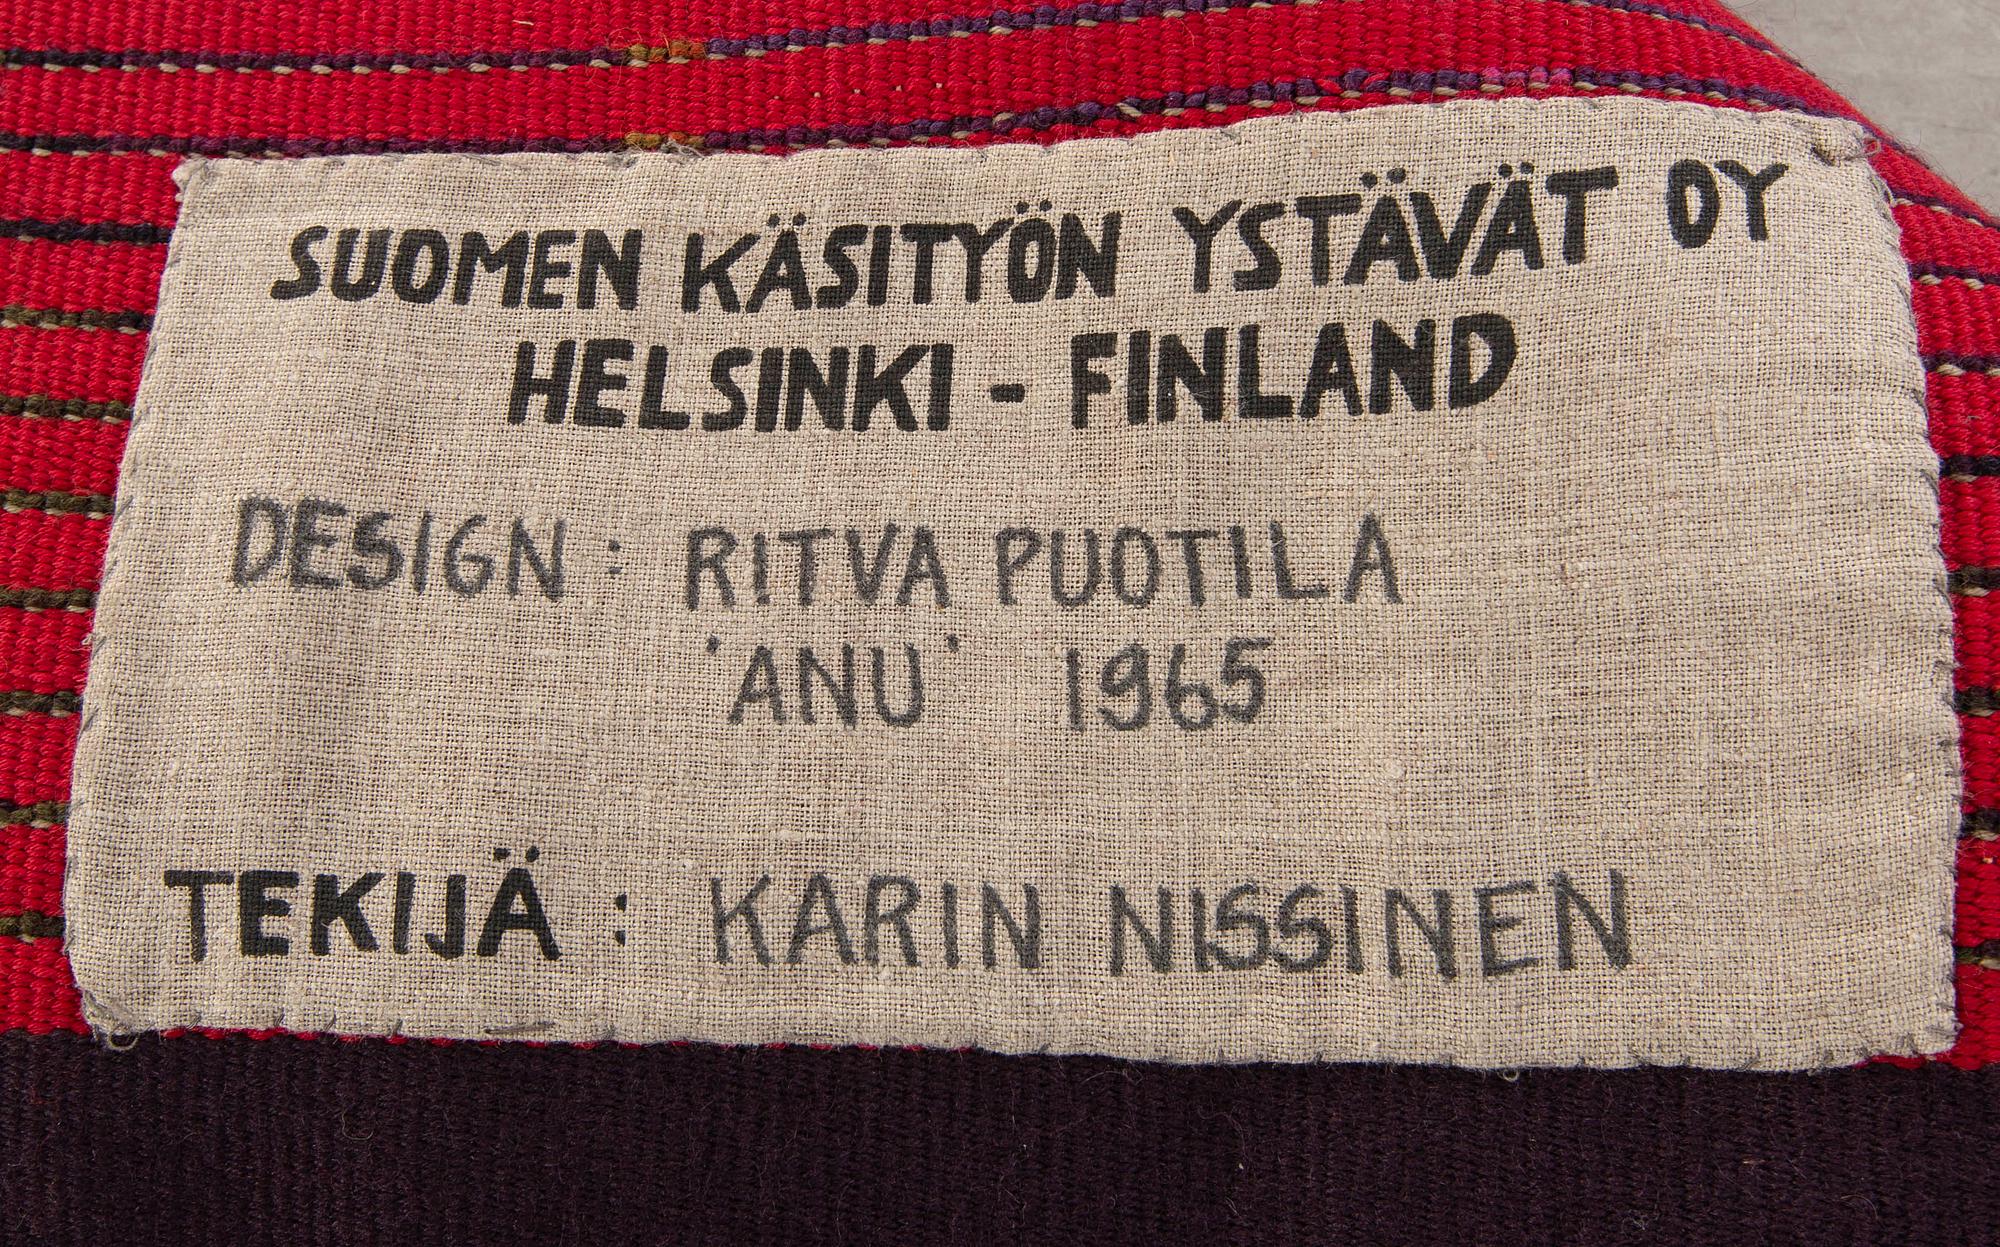 SUOMEN KÄSITYÖN YSTÄVÄT OY
HELSINKI - FINLAND
DESIGN : RITVA PUOTILA
'ANU' 1965
TEKIJÄ : KARIN NISSINEN